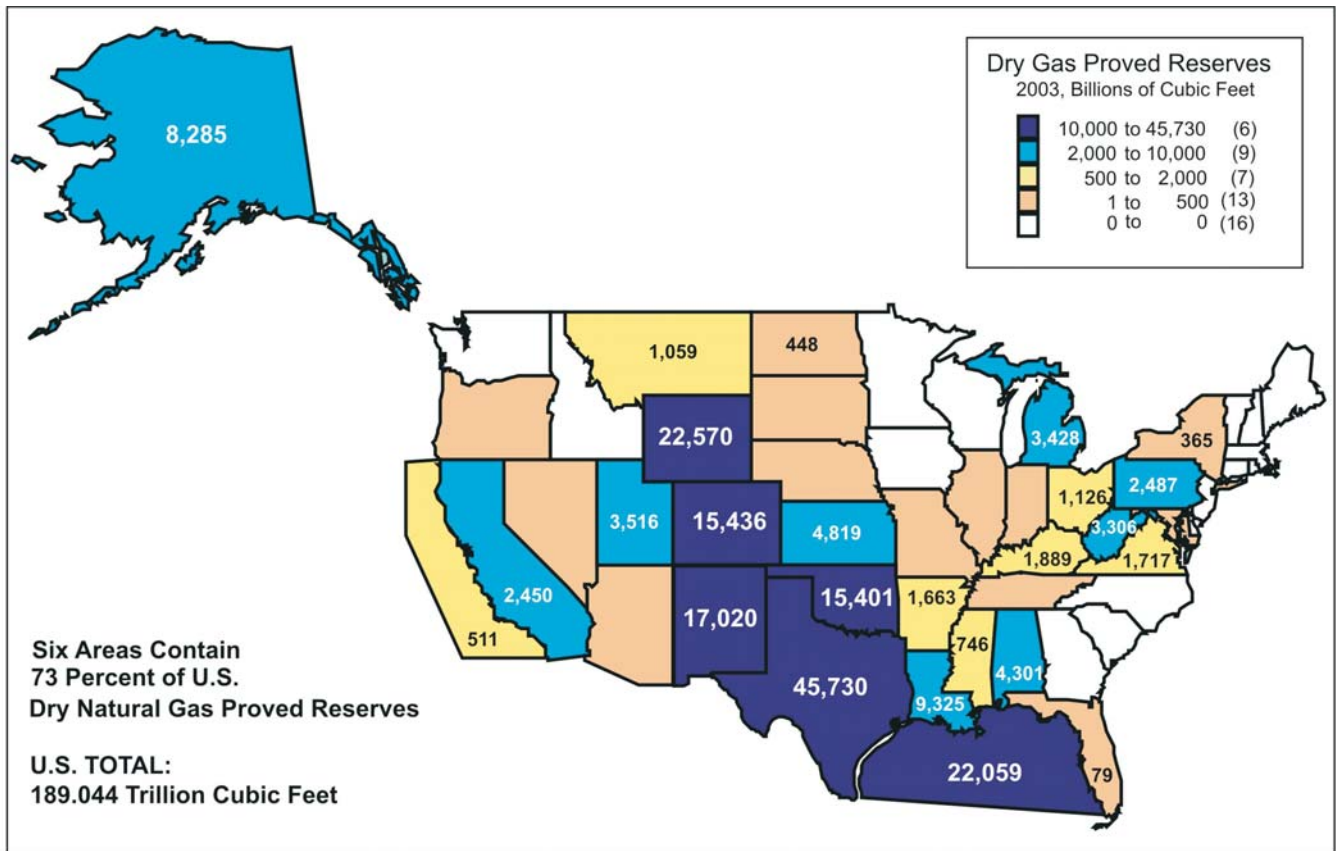 Dry Gas Proved Reserves
2003, Billions of Cubic Feet
10,000 to 45,730 (6)
2,000 to 10,000 (9)
500 to 2,000 (7)
1 to 500 (13)
0 to 0 (16)
8,285
1,059
448
22,570
3,428
365
3,516
15,436
4,819
1,126
2,487
3,306
1,889
1,717
2,450
17,020
15,401
1,663
511
746
4,301
45,730
9,325
22,059
79
Six Areas Contain
73 Percent of U.S.
Dry Natural Gas Proved Reserves
U.S. TOTAL:
189.044 Trillion Cubic Feet